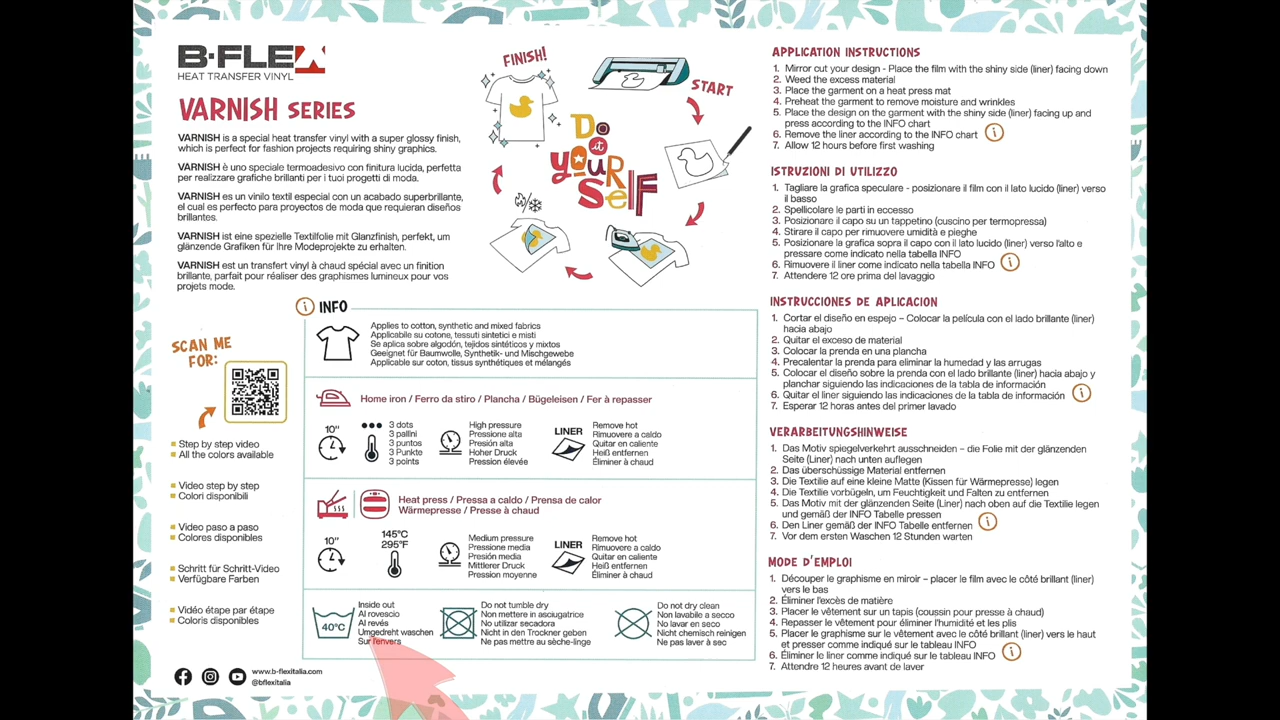 B·FLEX
HEAT TRANSFER VINYL
VARNISH SERIES
VARNISH is a special heat transfer vinyl with a super glossy finish,
which is perfect for fashion projects requiring shiny graphics.
VARNISH è uno speciale termoadesivo con finitura lucida, perfetta
per realizzare grafiche brillanti per i tuoi progetti di moda.
VARNISH es un vinilo textil especial con un acabado superbrillante,
el cual es perfecto para proyectos de moda que requieran diseños
brillantes.
VARNISH ist eine spezielle Textilfolie mit Glanzfinish, perfekt, um
glänzende Grafiken für Ihre Modeprojekte zu erhalten.
VARNISH est un transfert vinyl à chaud spécial avec un finition
brillante, parfait pour réaliser des graphismes lumineux pour vos
projets mode.
FINISH!
START
Do
it
yourself
SCAN ME
FOR:
Step by step video
All the colors available
Video step by step
Colori disponibili
Video paso a paso
Colores disponibles
Schritt für Schritt-Video
Verfügbare Farben
Vidéo étape par étape
Coloris disponibles
www.b-flexitalia.com
@bflexitalia
i INFO
Applies to cotton, synthetic and mixed fabrics
Applicabile su cotone, tessuti sintetici e misti
Se aplica sobre algodón, tejidos sintéticos y mixtos
Geeignet für Baumwolle, Synthetik- und Mischgewebe
Applicable sur coton, tissus synthétiques et mélangés
Home iron / Ferro da stiro / Plancha / Bügeleisen / Fer à repasser
10"
3 dots
3 pallini
3 puntos
3 Punkte
3 points
High pressure
Pressione alta
Presión alta
Hoher Druck
Pression élevée
LINER
Remove hot
Rimuovere a caldo
Quitar en caliente
Heiß entfernen
Éliminer à chaud
Heat press / Pressa a caldo / Prensa de calor
Wärmepresse / Presse à chaud
10"
145°C
295°F
Medium pressure
Pressione media
Presión media
Mittlerer Druck
Pression moyenne
LINER
Remove hot
Rimuovere a caldo
Quitar en caliente
Heiß entfernen
Éliminer à chaud
40°C
Inside out
Al rovescio
Al revés
Umgedreht waschen
Sur l'envers
Do not tumble dry
Non mettere in asciugatrice
No utilizar secadora
Nicht in den Trockner geben
Ne pas mettre au sèche-linge
Do not dry clean
Non lavabile a secco
No lavar en seco
Nicht chemisch reinigen
Ne pas laver à sec
APPLICATION INSTRUCTIONS
1. Mirror cut your design - Place the film with the shiny side (liner) facing down
2. Weed the excess material
3. Place the garment on a heat press mat
4. Preheat the garment to remove moisture and wrinkles
5. Place the design on the garment with the shiny side (liner) facing up and
press according to the INFO chart
6. Remove the liner according to the INFO chart i
7. Allow 12 hours before first washing
ISTRUZIONI DI UTILIZZO
1. Tagliare la grafica speculare - posizionare il film con il lato lucido (liner) verso
il basso
2. Spellicolare le parti in eccesso
3. Posizionare il capo su un tappetino (cuscino per termopressa)
4. Stirare il capo per rimuovere umidità e pieghe
5. Posizionare la grafica sopra il capo con il lato lucido (liner) verso l'alto e
pressare come indicato nella tabella INFO
6. Rimuovere il liner come indicato nella tabella INFO i
7. Attendere 12 ore prima del lavaggio
INSTRUCCIONES DE APLICACION
1. Cortar el diseño en espejo – Colocar la película con el lado brillante (liner)
hacia abajo
2. Quitar el exceso de material
3. Colocar la prenda en una plancha
4. Precalentar la prenda para eliminar la humedad y las arrugas
5. Colocar el diseño sobre la prenda con el lado brillante (liner) hacia abajo y
planchar siguiendo las indicaciones de la tabla de información
6. Quitar el liner siguiendo las indicaciones de la tabla de información i
7. Esperar 12 horas antes del primer lavado
VERARBEITUNGSHINWEISE
1. Das Motiv spiegelverkehrt ausschneiden – die Folie mit der glänzenden
Seite (Liner) nach unten auflegen
2. Das überschüssige Material entfernen
3. Die Textilie auf eine kleine Matte (Kissen für Wärmepresse) legen
4. Die Textilie vorbügeln, um Feuchtigkeit und Falten zu entfernen
5. Das Motiv mit der glänzenden Seite (Liner) nach oben auf die Textilie legen
und gemäß der INFO Tabelle pressen
6. Den Liner gemäß der INFO Tabelle entfernen i
7. Vor dem ersten Waschen 12 Stunden warten
MODE D'EMPLOI
1. Découper le graphisme en miroir – placer le film avec le côté brillant (liner)
vers le bas
2. Éliminer l'excès de matière
3. Placer le vêtement sur un tapis (coussin pour presse à chaud)
4. Repasser le vêtement pour éliminer l'humidité et les plis
5. Placer le graphisme sur le vêtement avec le côté brillant (liner) vers le haut
et presser comme indiqué sur le tableau INFO
6. Éliminer le liner comme indiqué sur le tableau INFO i
7. Attendre 12 heures avant de laver